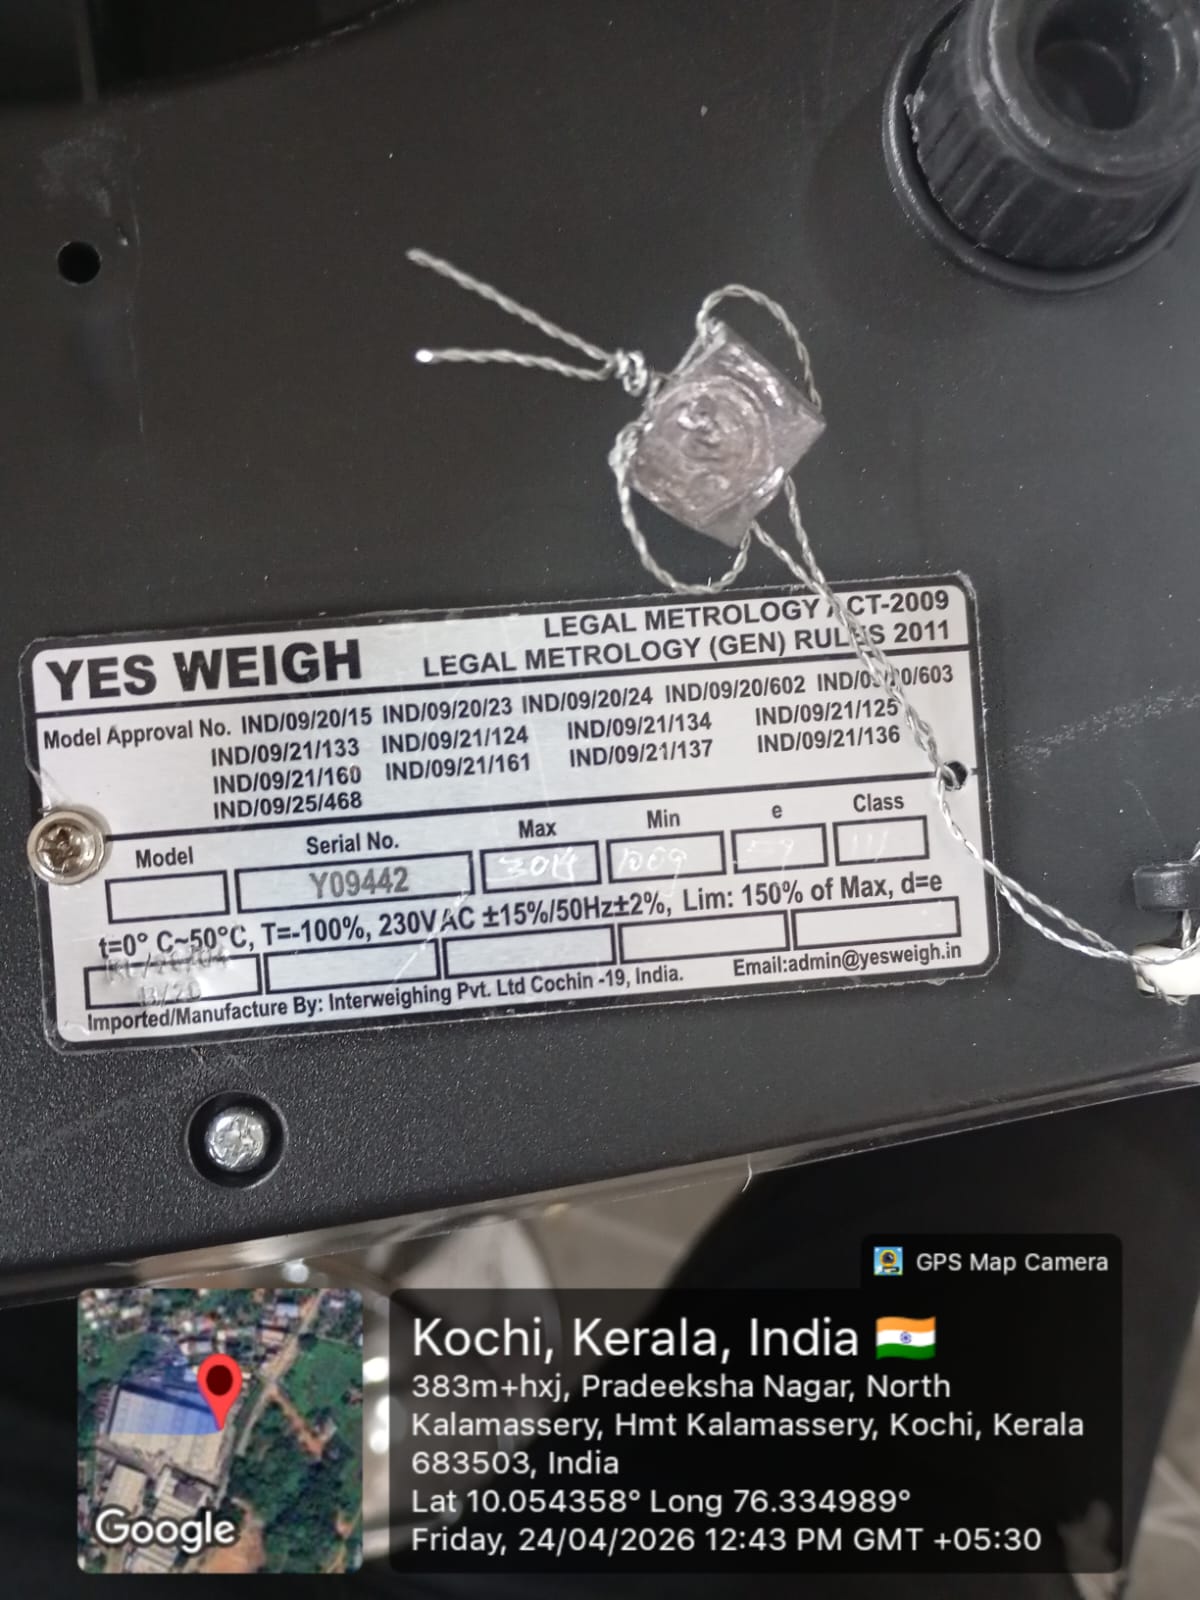 YES WEIGH
LEGAL METROLOGY ACT-2009
LEGAL METROLOGY (GEN) RULES 2011
Model Approval No. IND/09/20/15 IND/09/20/23 IND/09/20/24 IND/09/20/602 IND/09/20/603
IND/09/21/133 IND/09/21/124 IND/09/21/134 IND/09/21/125
IND/09/21/160 IND/09/21/161 IND/09/21/137 IND/09/21/136
IND/09/25/468
Model Serial No. Max Min e Class
Y09442 100g
t=0° C~50°C, T=-100%, 230VAC ±15%/50Hz±2%, Lim: 150% of Max, d=e
Imported/Manufacture By: Interweighing Pvt. Ltd Cochin -19, India. Email:admin@yesweigh.in
GPS Map Camera
Kochi, Kerala, India
383m+hxj, Pradeeksha Nagar, North
Kalamassery, Hmt Kalamassery, Kochi, Kerala
683503, India
Lat 10.054358° Long 76.334989°
Friday, 24/04/2026 12:43 PM GMT +05:30
Google